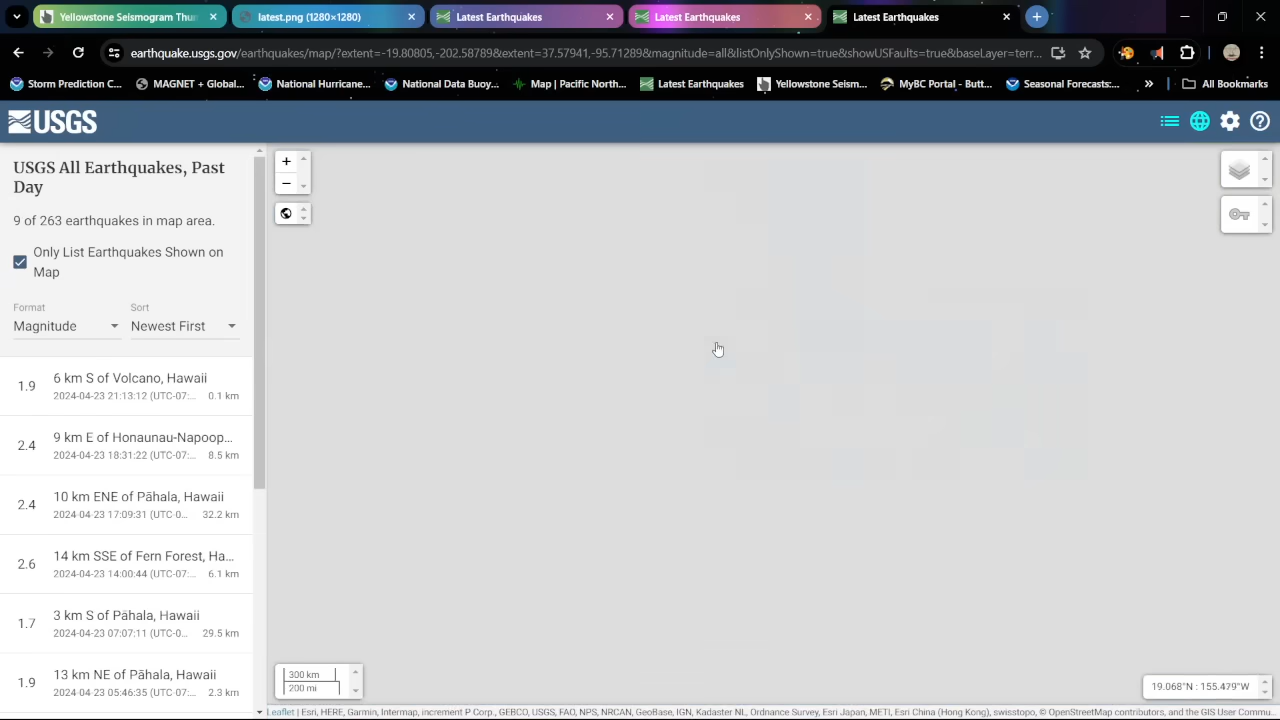 Yellowstone Seismogram Thum
latest.png (1280×1280)
Latest Earthquakes
Latest Earthquakes
Latest Earthquakes
earthquake.usgs.gov/earthquakes/map/?extent=-19.80805,-202.58789&extent=37.57941,-95.71289&magnitude=all&listOnlyShown=true&showUSFaults=true&baseLayer=terr...
Storm Prediction C...
MAGNET + Global...
National Hurricane...
National Data Buoy...
Map | Pacific North...
Latest Earthquakes
Yellowstone Seism...
MyBC Portal - Butt...
Seasonal Forecasts:...
»
All Bookmarks
USGS
USGS All Earthquakes, Past
Day
9 of 263 earthquakes in map area.
Only List Earthquakes Shown on
Map
Format
Sort
Magnitude
Newest First
1.9
6 km S of Volcano, Hawaii
2024-04-23 21:13:12 (UTC-07:... 0.1 km
2.4
9 km E of Honaunau-Napoop...
2024-04-23 18:31:22 (UTC-07:... 8.5 km
2.4
10 km ENE of Pāhala, Hawaii
2024-04-23 17:09:31 (UTC-0... 32.2 km
2.6
14 km SSE of Fern Forest, Ha...
2024-04-23 14:00:44 (UTC-07:... 6.1 km
1.7
3 km S of Pāhala, Hawaii
2024-04-23 07:07:11 (UTC-0... 29.5 km
1.9
13 km NE of Pāhala, Hawaii
2024-04-23 05:46:35 (UTC-07:... 2.3 km
+
−
300 km
200 mi
19.068°N : 155.479°W
Leaflet | Esri, HERE, Garmin, Intermap, increment P Corp., GEBCO, USGS, FAO, NPS, NRCAN, GeoBase, IGN, Kadaster NL, Ordnance Survey, Esri Japan, METI, Esri China (Hong Kong), swisstopo, © OpenStreetMap contributors, and the GIS User Commu...